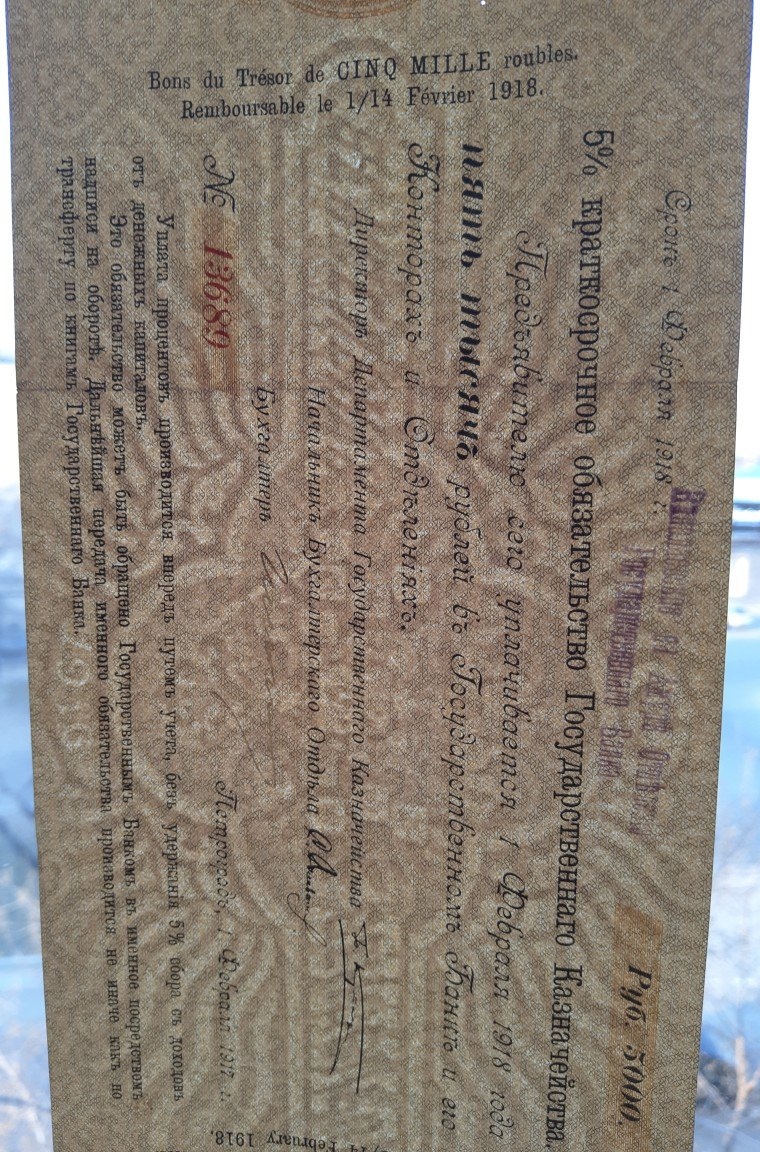 Bons du Trésor de CINQ MILLE roubles.
Remboursable le 1/14 Février 1918.
Срокъ 1 Февраля 1918 г.
Руб. 5000.
Банка
5% краткосрочное обязательство Государственнаго Казначейства.
Предъявителю сего уплачивается 1 Февраля 1918 года
пять тысячъ рублей въ Государственномъ Банкѣ и его
Конторахъ и Отдѣленіяхъ.
Директоръ Департамента Государственнаго Казначейства
Начальникъ Бухгалтерскаго Отдѣла
Бухгалтеръ
№ 13689
Петроградъ, 1 Февраля 1917 г.
Уплата процентовъ производится впередъ путемъ учета, безъ удержанія 5% сбора съ доходовъ
отъ денежныхъ капиталовъ.
Это обязательство можетъ быть обращено Государственнымъ Банкомъ въ именное посредствомъ
надписи на оборотѣ. Дальнѣйшая передача именного обязательства производится не иначе какъ по
трансферту по книгамъ Государственнаго Банка.
1/14 February 1918.